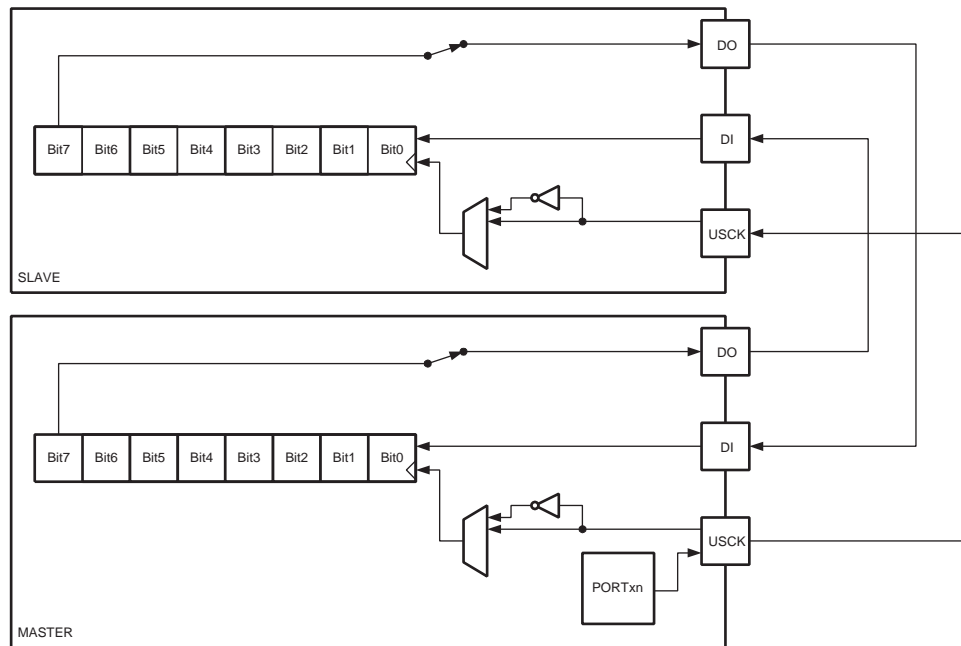 DO
Bit7 Bit6 Bit5 Bit4 Bit3 Bit2 Bit1 Bit0
DI
USCK
SLAVE
DO
Bit7 Bit6 Bit5 Bit4 Bit3 Bit2 Bit1 Bit0
DI
USCK
PORTxn
MASTER